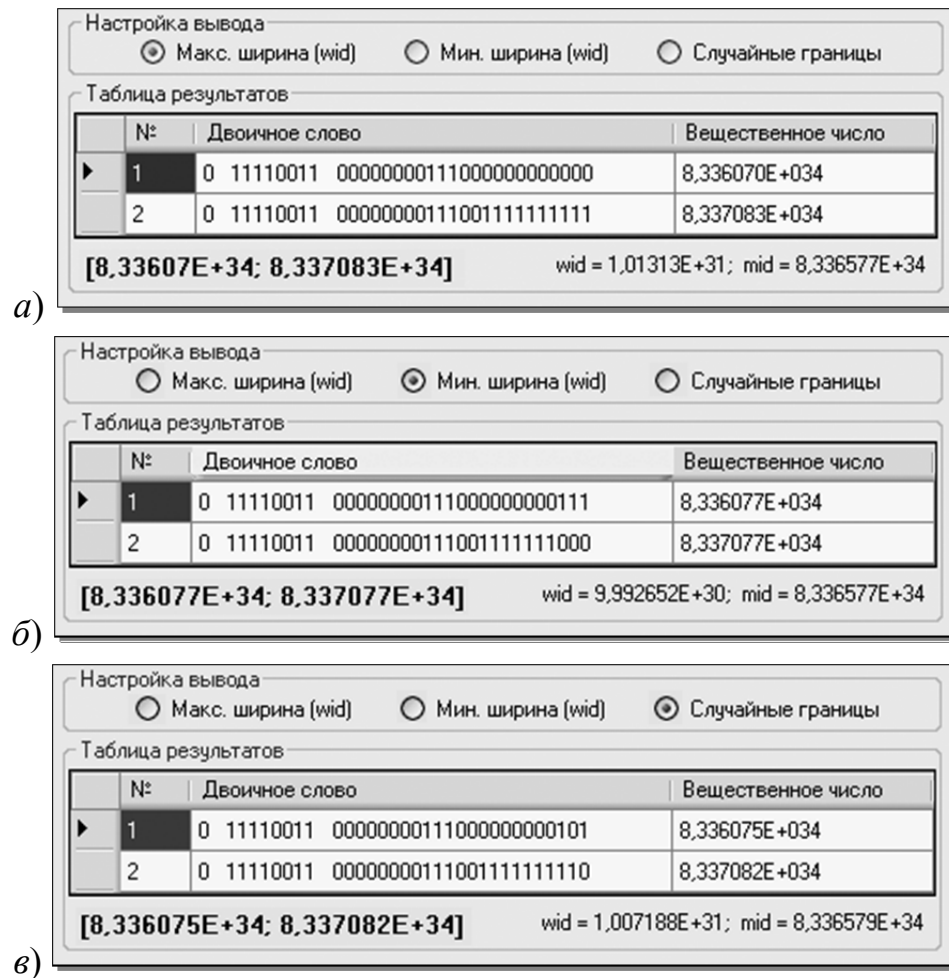 Настройка вывода
Макс. ширина (wid) Мин. ширина (wid) Случайные границы
Таблица результатов
№ Двоичное слово Вещественное число
1 0 11110011 00000000111000000000000 8,336070E+034
2 0 11110011 00000000111001111111111 8,337083E+034
[8,33607E+34; 8,337083E+34] wid = 1,01313E+31; mid = 8,336577E+34
а)
Настройка вывода
Макс. ширина (wid) Мин. ширина (wid) Случайные границы
Таблица результатов
№ Двоичное слово Вещественное число
1 0 11110011 00000000111000000000111 8,336077E+034
2 0 11110011 00000000111001111111000 8,337077E+034
[8,336077E+34; 8,337077E+34] wid = 9,992652E+30; mid = 8,336577E+34
б)
Настройка вывода
Макс. ширина (wid) Мин. ширина (wid) Случайные границы
Таблица результатов
№ Двоичное слово Вещественное число
1 0 11110011 00000000111000000000101 8,336075E+034
2 0 11110011 00000000111001111111110 8,337082E+034
[8,336075E+34; 8,337082E+34] wid = 1,007188E+31; mid = 8,336579E+34
в)